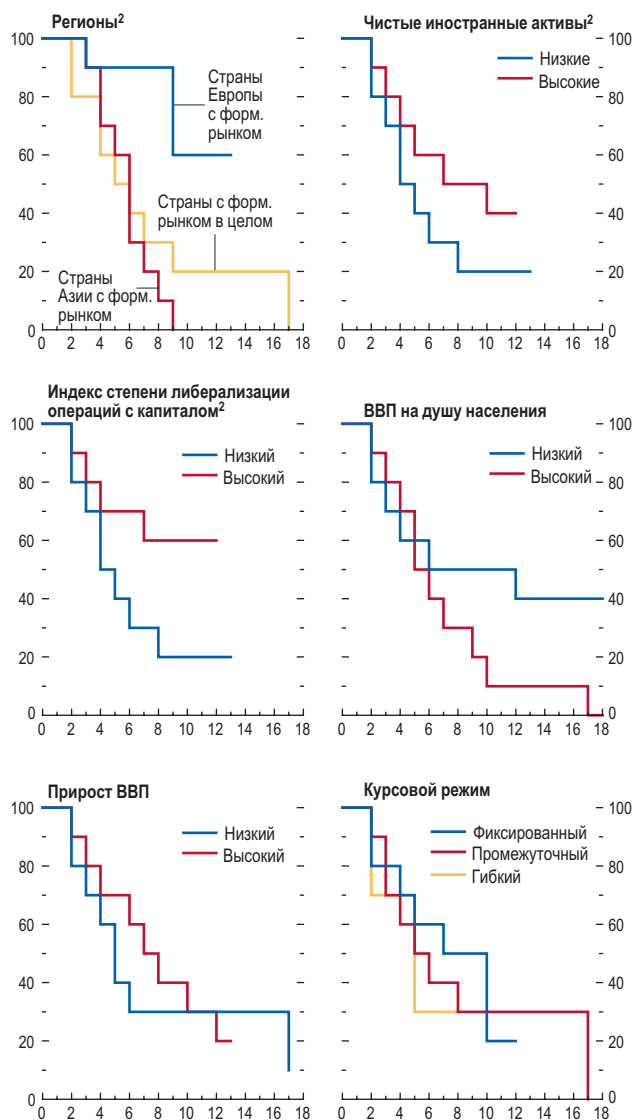 Регионы²
100
80
60
40
20
0
0 2 4 6 8 10 12 14 16 18
Страны
Европы
с форм.
рынком
Страны с форм.
рынком в целом
Страны
Азии с форм.
рынком
Чистые иностранные активы²
Низкие
Высокие
100
80
60
40
20
0
0 2 4 6 8 10 12 14 16 18
Индекс степени либерализации
операций с капиталом²
Низкий
Высокий
100
80
60
40
20
0
0 2 4 6 8 10 12 14 16 18
ВВП на душу населения
Низкий
Высокий
100
80
60
40
20
0
0 2 4 6 8 10 12 14 16 18
Прирост ВВП
Низкий
Высокий
100
80
60
40
20
0
0 2 4 6 8 10 12 14 16 18
Курсовой режим
Фиксированный
Промежуточный
Гибкий
100
80
60
40
20
0
0 2 4 6 8 10 12 14 16 18